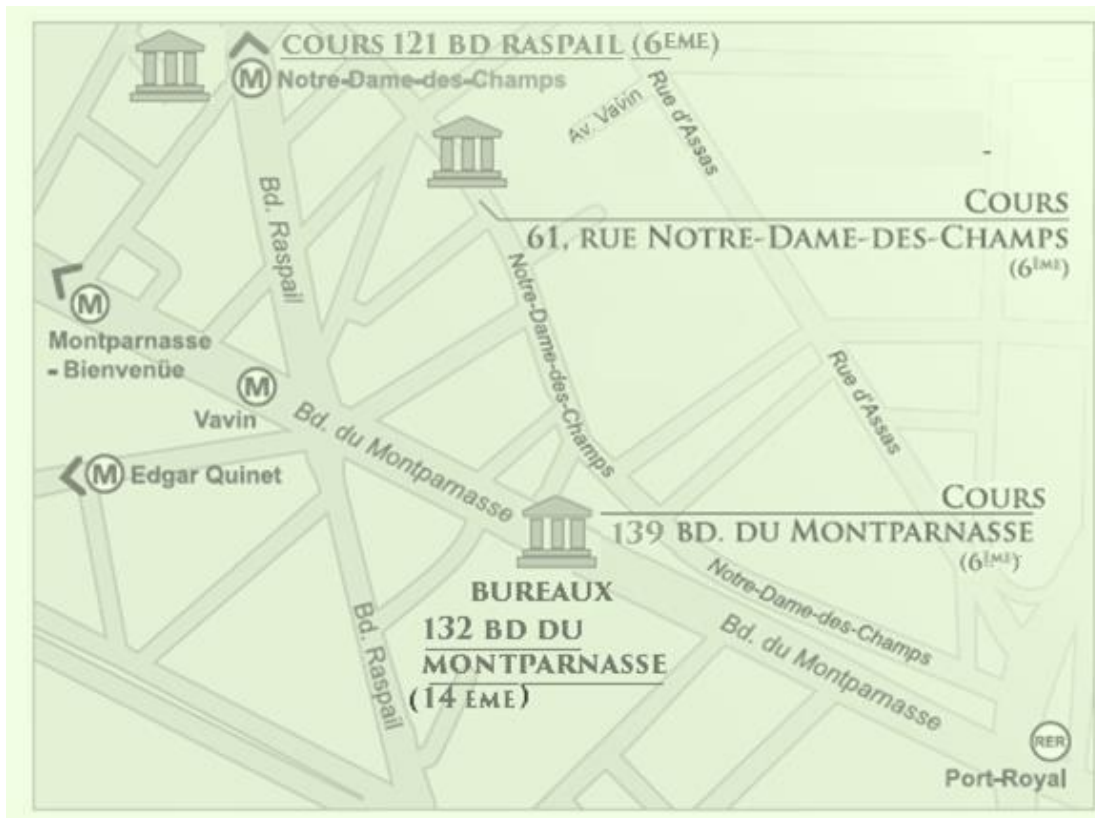 COURS 121 BD RASPAIL (6EME)
M Notre-Dame-des-Champs
Av. Vavin
Rue d'Assas
Bd. Raspail
COURS
61, RUE NOTRE-DAME-DES-CHAMPS
(6ÈME)
Notre-Dame-des-Champs
M
Montparnasse
- Bienvenüe
M
Vavin
Bd. du Montparnasse
Rue d'Assas
M Edgar Quinet
COURS
139 BD. DU MONTPARNASSE
(6ÈME)
Notre-Dame-des-Champs
BUREAUX
132 BD DU
MONTPARNASSE
(14 EME)
Bd. Raspail
Bd. du Montparnasse
RER
Port-Royal